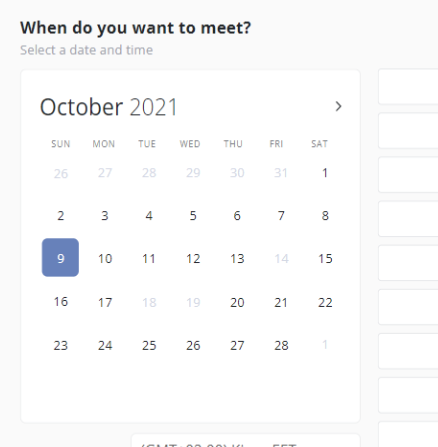 When do you want to meet?
Select a date and time
October 2021
SUN MON TUE WED THU FRI SAT
26 27 28 29 30 31 1
2 3 4 5 6 7 8
9 10 11 12 13 14 15
16 17 18 19 20 21 22
23 24 25 26 27 28 1